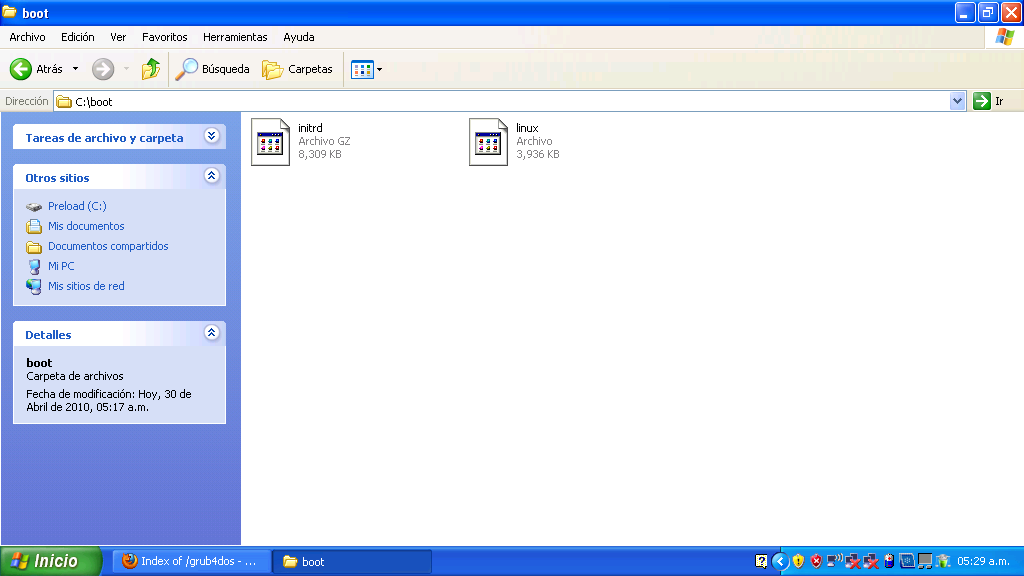 boot
Archivo Edición Ver Favoritos Herramientas Ayuda
Atrás Búsqueda Carpetas
Dirección C:\boot Ir
Tareas de archivo y carpeta
Otros sitios
Preload (C:)
Mis documentos
Documentos compartidos
Mi PC
Mis sitios de red
Detalles
boot
Carpeta de archivos
Fecha de modificación: Hoy, 30 de
Abril de 2010, 05:17 a.m.
initrd
Archivo GZ
8,309 KB
linux
Archivo
3,936 KB
Inicio Index of /grub4dos - ... boot 05:29 a.m.